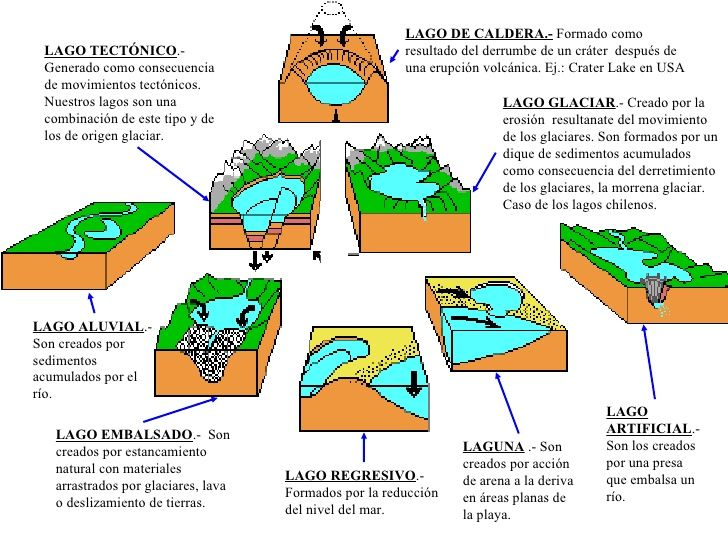 LAGO TECTÓNICO.-
Generado como consecuencia
de movimientos tectónicos.
Nuestros lagos son una
combinación de este tipo y de
los de origen glaciar.
LAGO DE CALDERA.- Formado como
resultado del derrumbe de un cráter después de
una erupción volcánica. Ej.: Crater Lake en USA
LAGO GLACIAR.- Creado por la
erosión resultanate del movimiento
de los glaciares. Son formados por un
dique de sedimentos acumulados
como consecuencia del derretimiento
de los glaciares, la morrena glaciar.
Caso de los lagos chilenos.
LAGO ALUVIAL.-
Son creados por
sedimentos
acumulados por el
río.
LAGO EMBALSADO.- Son
creados por estancamiento
natural con materiales
arrastrados por glaciares, lava
o deslizamiento de tierras.
LAGO REGRESIVO.-
Formados por la reducción
del nivel del mar.
LAGUNA .- Son
creados por acción
de arena a la deriva
en áreas planas de
la playa.
LAGO
ARTIFICIAL.-
Son los creados
por una presa
que embalsa un
río.